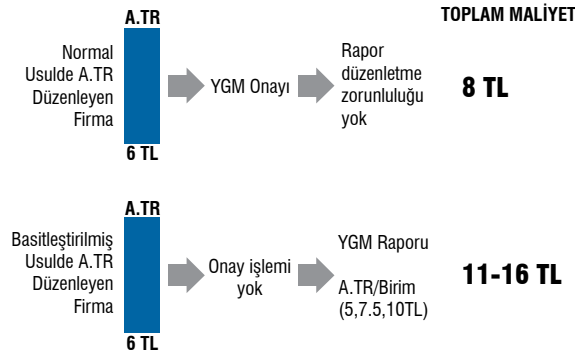 A.TR
TOPLAM MALİYET
Normal
Usulde A.TR
Düzenleyen
Firma
YGM Onayı
Rapor
düzenletme
zorunluluğu
yok
8 TL
6 TL
A.TR
Basitleştirilmiş
Usulde A.TR
Düzenleyen
Firma
Onay işlemi
yok
YGM Raporu
A.TR/Birim
(5,7.5,10TL)
11-16 TL
6 TL